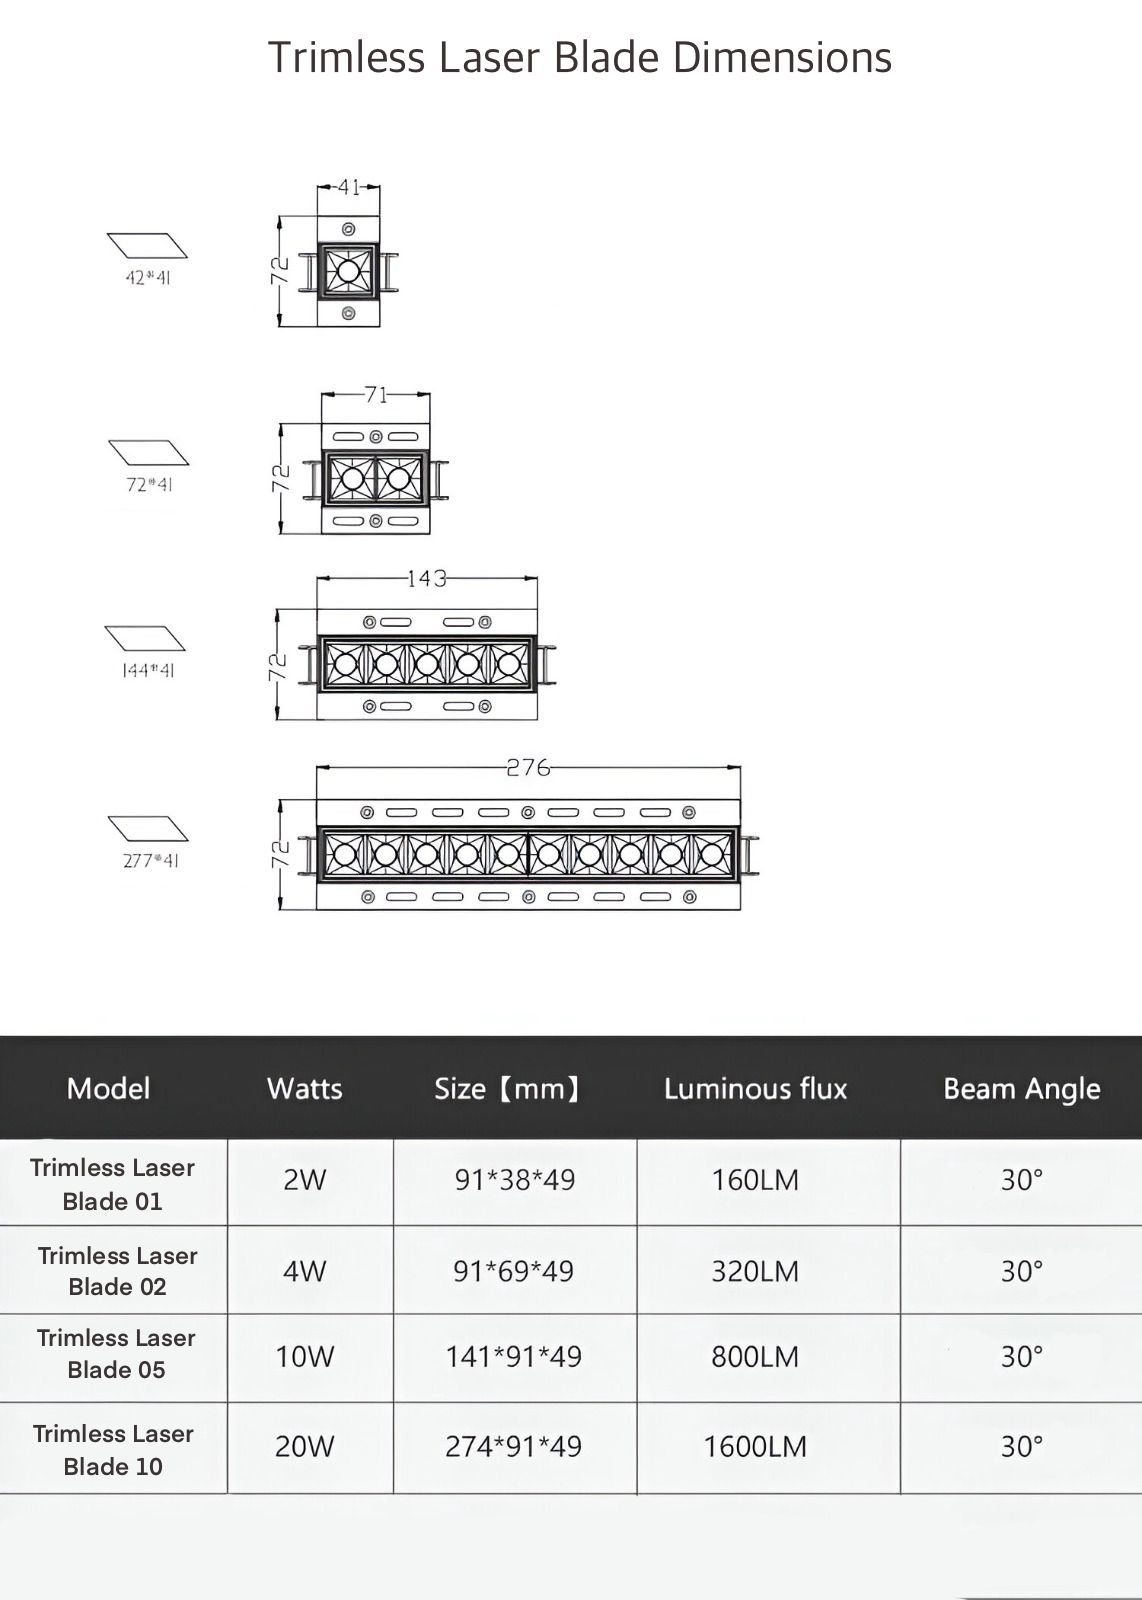 Trimless Laser Blade Dimensions
41
72
42*41
71
72
72*41
143
72
144*41
276
72
277*41
Model Watts Size【mm】 Luminous flux Beam Angle
Trimless Laser
Blade 01
2W 91*38*49 160LM 30°
Trimless Laser
Blade 02
4W 91*69*49 320LM 30°
Trimless Laser
Blade 05
10W 141*91*49 800LM 30°
Trimless Laser
Blade 10
20W 274*91*49 1600LM 30°